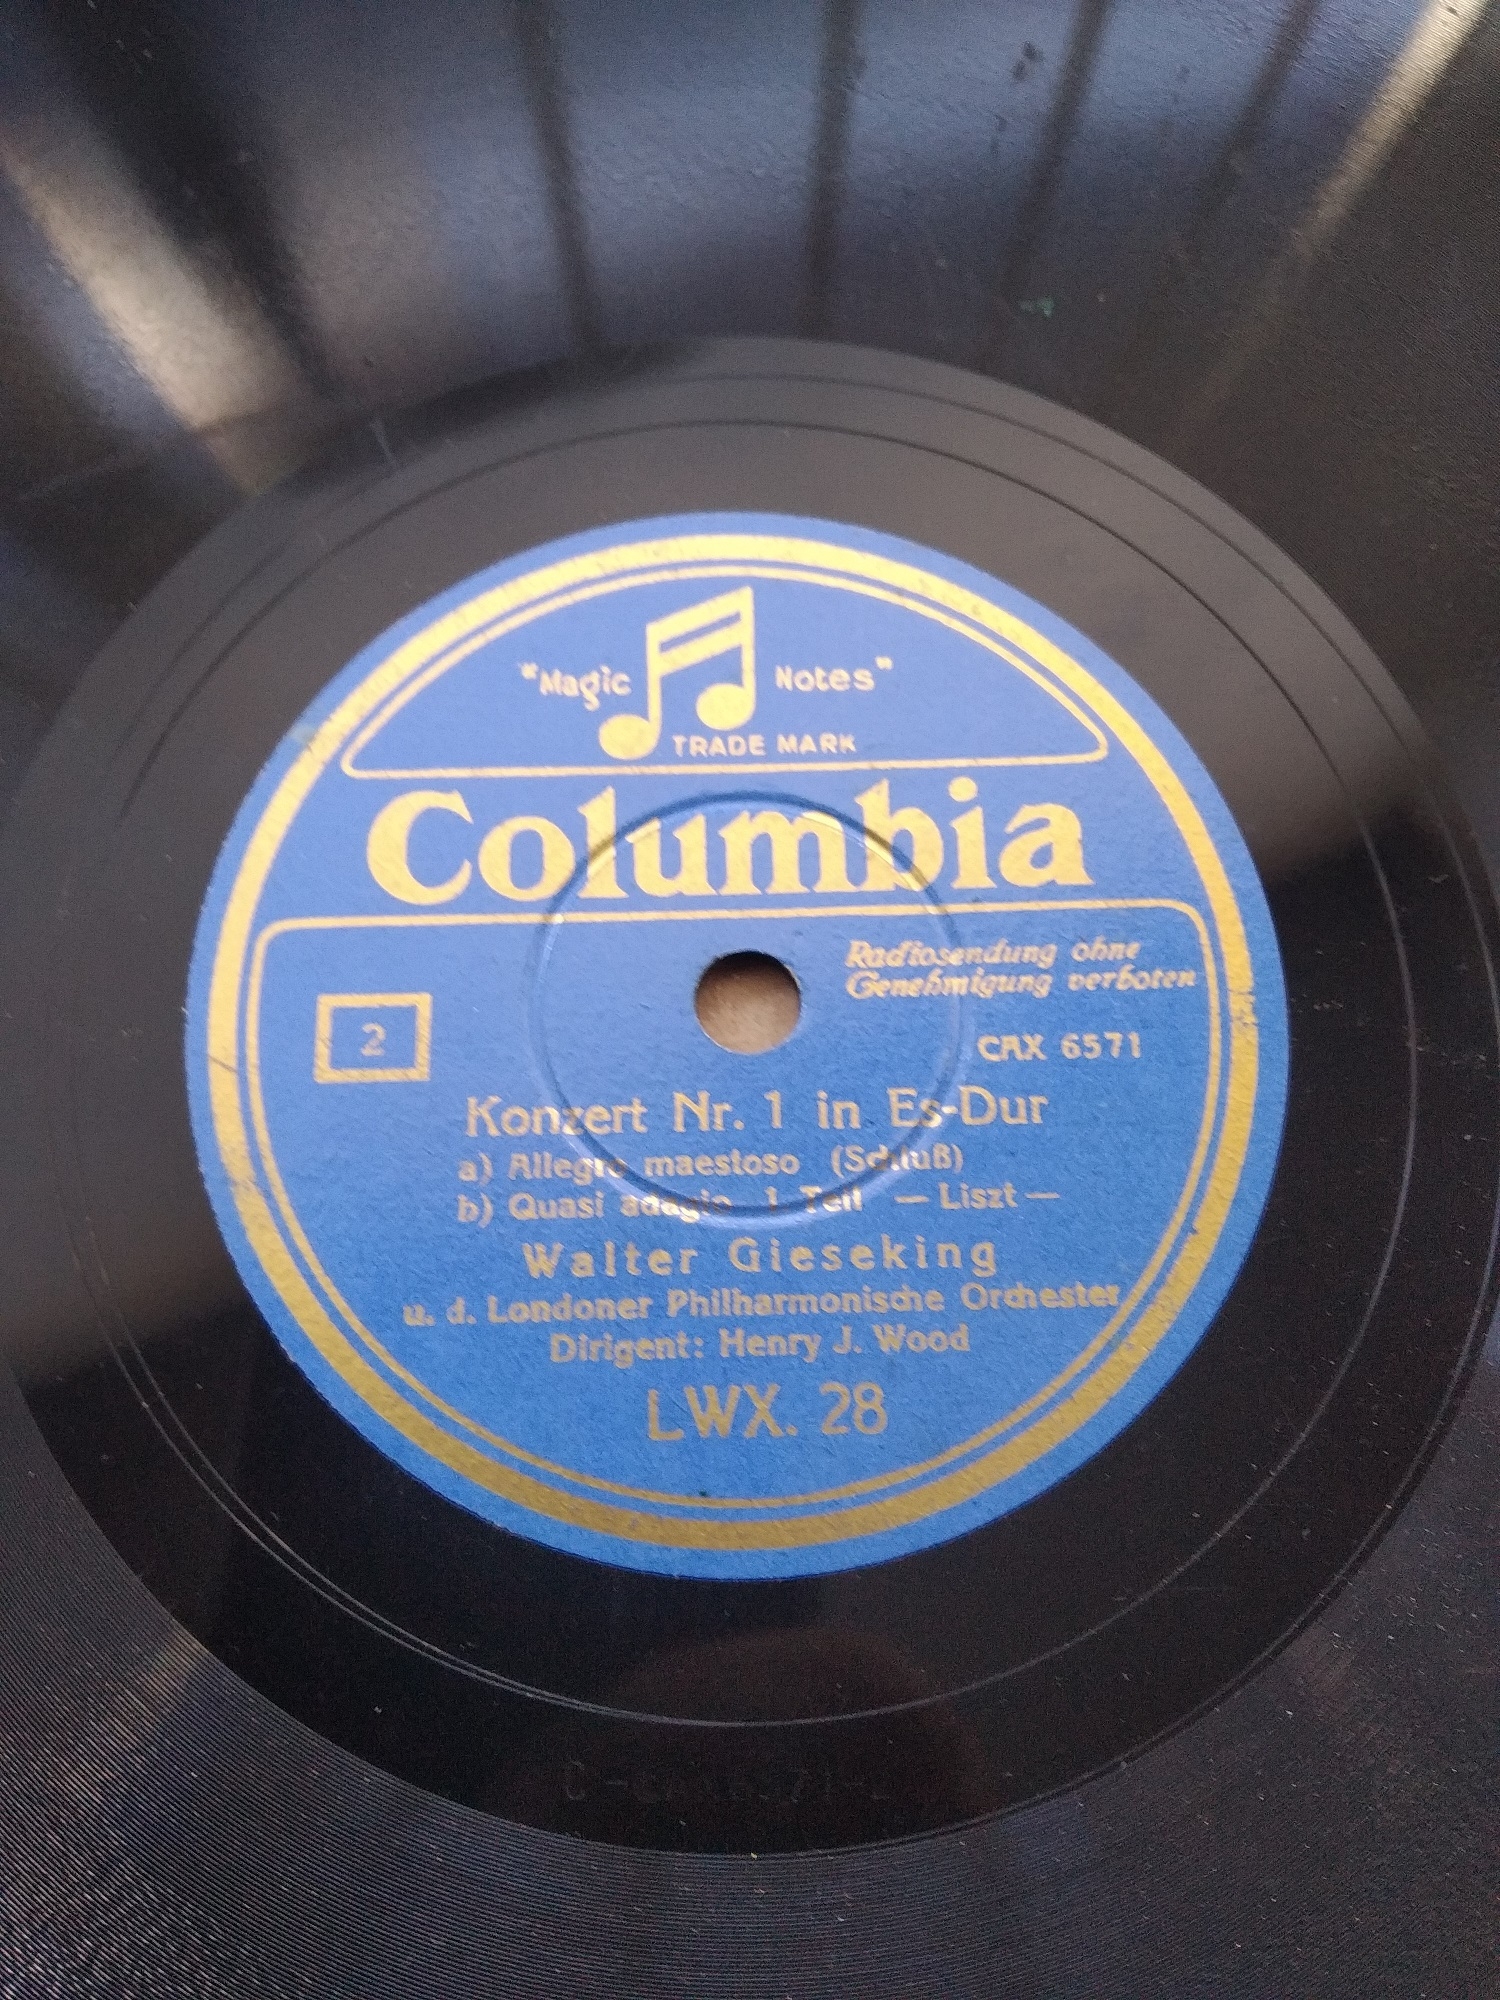 "Magic Notes"
TRADE MARK
Columbia
Radiosendung ohne
Genehmigung verboten
2
CAX 6571
Konzert Nr. 1 in Es-Dur
a) Allegro maestoso (Schluß)
b) Quasi adagio 1. Teil — Liszt —
Walter Gieseking
u. d. Londoner Philharmonische Orchester
Dirigent: Henry J. Wood
LWX. 28